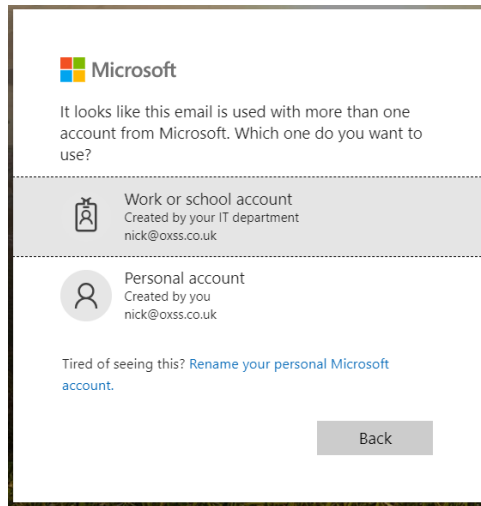 Microsoft
It looks like this email is used with more than one
account from Microsoft. Which one do you want to
use?
Work or school account
Created by your IT department
nick@oxss.co.uk
Personal account
Created by you
nick@oxss.co.uk
Tired of seeing this? Rename your personal Microsoft
account.
Back